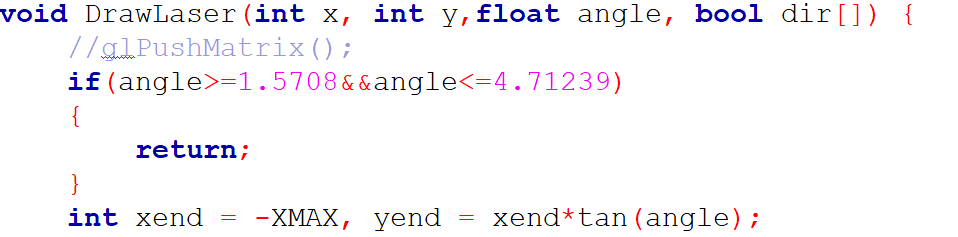 void DrawLaser(int x, int y,float angle, bool dir[]) {
//glPushMatrix();
if(angle>=1.5708&&angle<=4.71239)
{
return;
}
int xend = -XMAX, yend = xend*tan(angle);